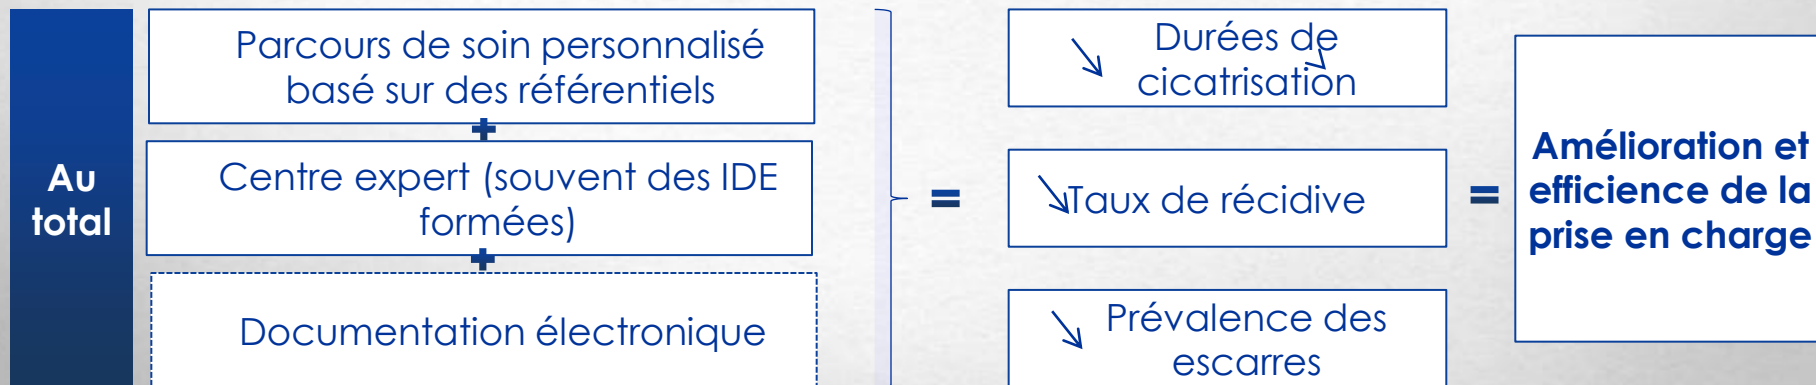 Au
total
Parcours de soin personnalisé
basé sur des référentiels
+
Centre expert (souvent des IDE
formées)
+
Documentation électronique
=
↘ Durées de
cicatrisation
↘ Taux de récidive
↘ Prévalence des
escarres
=
Amélioration et
efficience de la
prise en charge